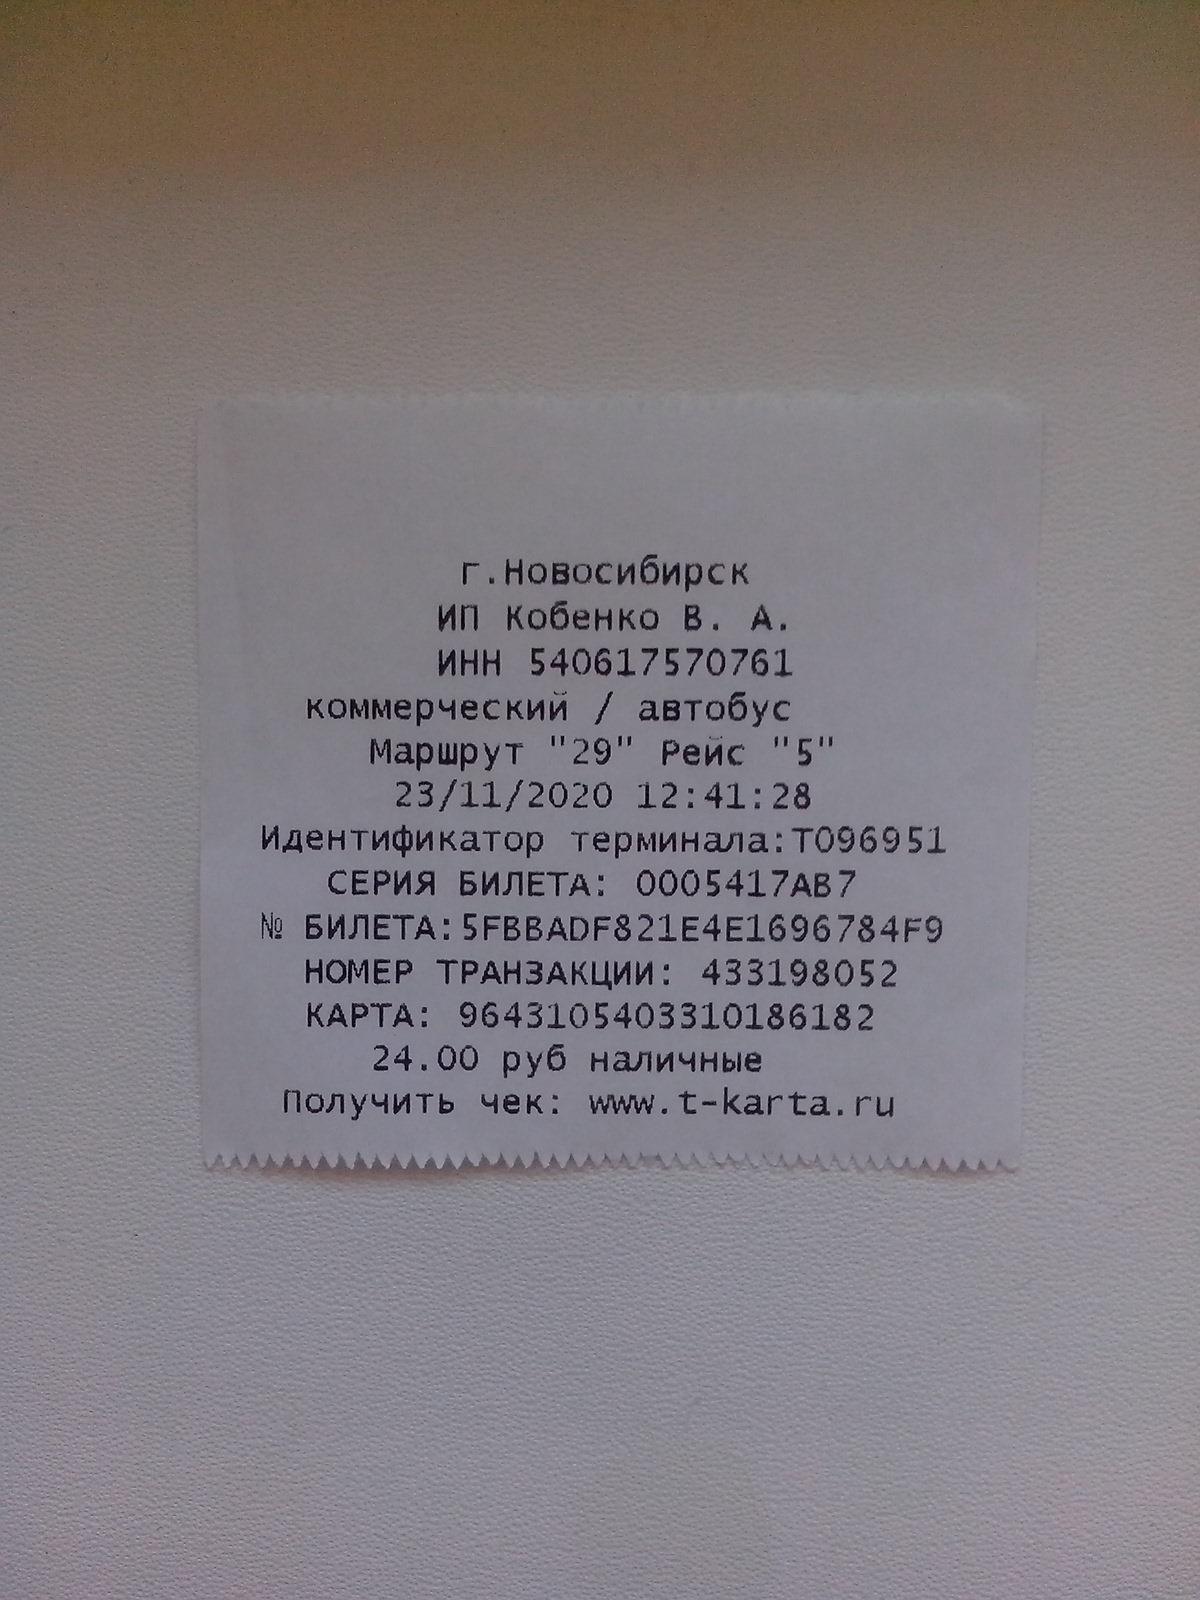 г.Новосибирск
ИП Кобенко В. А.
ИНН 540617570761
коммерческий / автобус
Маршрут "29" Рейс "5"
23/11/2020 12:41:28
Идентификатор терминала:T096951
СЕРИЯ БИЛЕТА: 0005417AB7
№ БИЛЕТА:5FBBADF821E4E1696784F9
НОМЕР ТРАНЗАКЦИИ: 433198052
КАРТА: 9643105403310186182
24.00 руб наличные
Получить чек: www.t-karta.ru